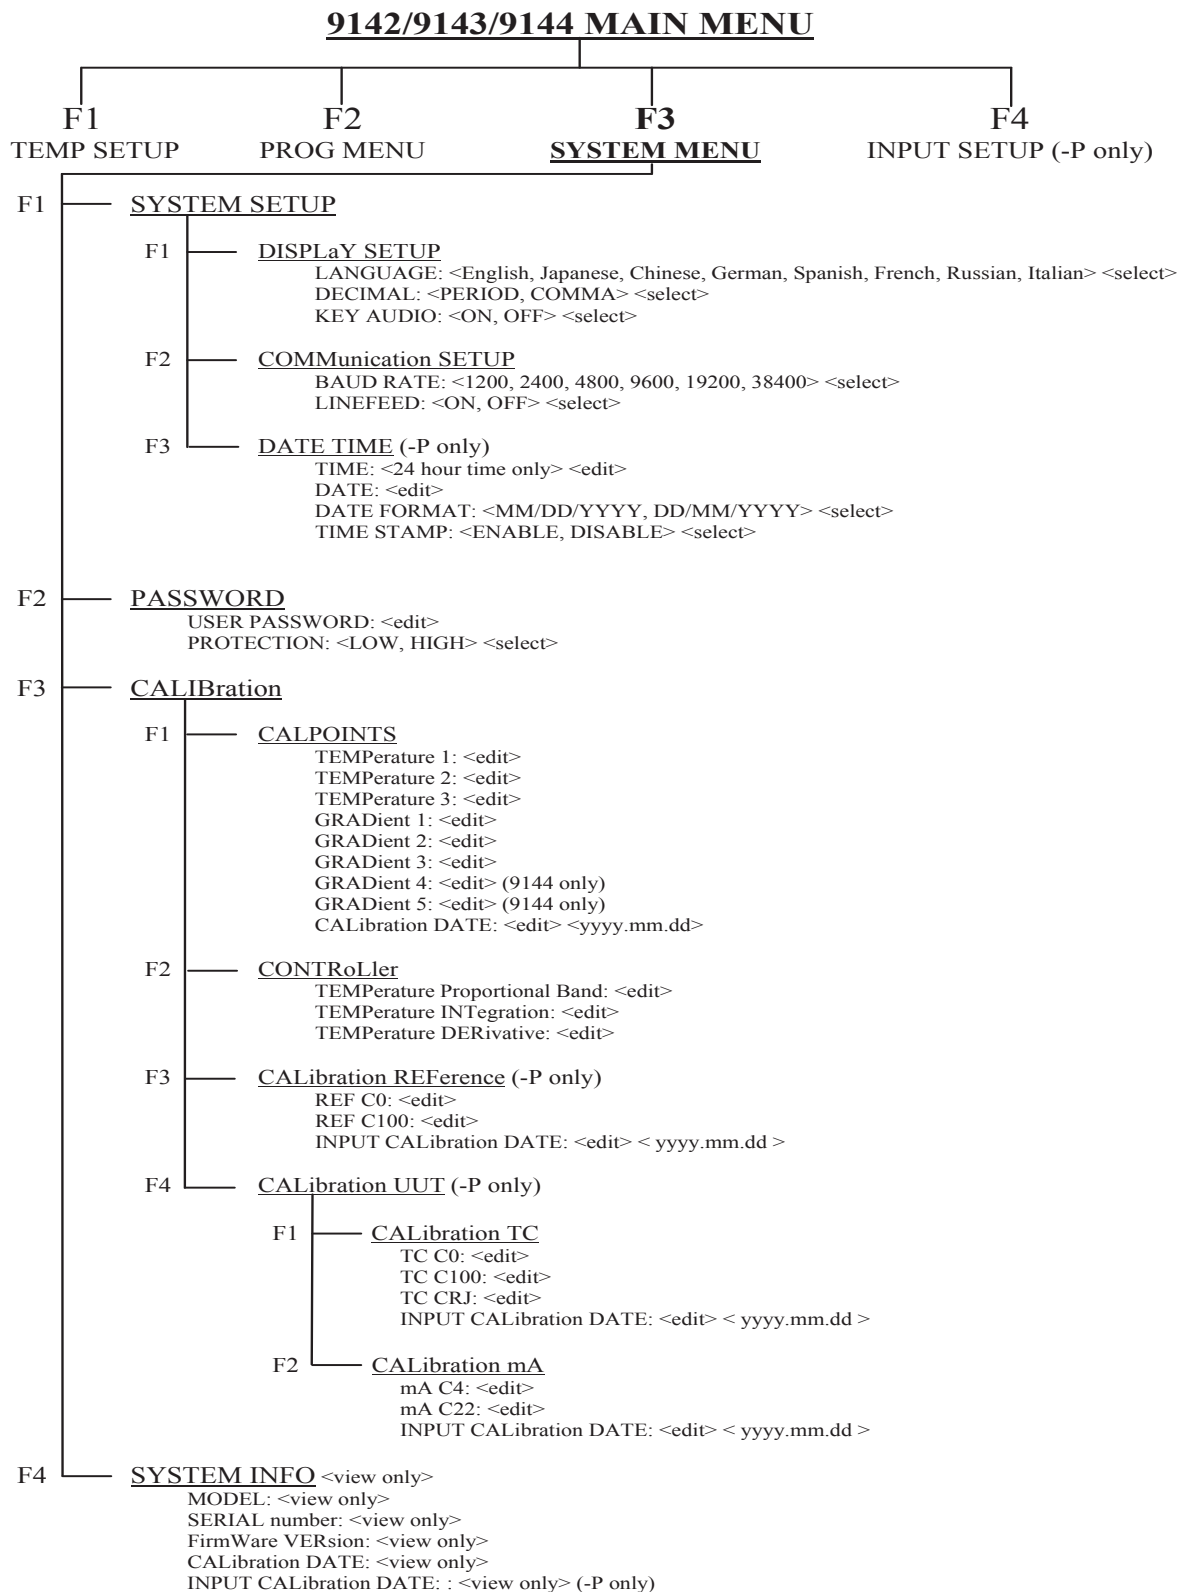 9142/9143/9144 MAIN MENU
F1 F2 F3 F4
TEMP SETUP PROG MENU SYSTEM MENU INPUT SETUP (-P only)
F1 SYSTEM SETUP
F1 DISPLaY SETUP
LANGUAGE: <English, Japanese, Chinese, German, Spanish, French, Russian, Italian> <select>
DECIMAL: <PERIOD, COMMA> <select>
KEY AUDIO: <ON, OFF> <select>
F2 COMMunication SETUP
BAUD RATE: <1200, 2400, 4800, 9600, 19200, 38400> <select>
LINEFEED: <ON, OFF> <select>
F3 DATE TIME (-P only)
TIME: <24 hour time only> <edit>
DATE: <edit>
DATE FORMAT: <MM/DD/YYYY, DD/MM/YYYY> <select>
TIME STAMP: <ENABLE, DISABLE> <select>
F2 PASSWORD
USER PASSWORD: <edit>
PROTECTION: <LOW, HIGH> <select>
F3 CALIBration
F1 CALPOINTS
TEMPerature 1: <edit>
TEMPerature 2: <edit>
TEMPerature 3: <edit>
GRADient 1: <edit>
GRADient 2: <edit>
GRADient 3: <edit>
GRADient 4: <edit> (9144 only)
GRADient 5: <edit> (9144 only)
CALibration DATE: <edit> <yyyy.mm.dd>
F2 CONTRoLler
TEMPerature Proportional Band: <edit>
TEMPerature INTegration: <edit>
TEMPerature DERivative: <edit>
F3 CALibration REFerence (-P only)
REF C0: <edit>
REF C100: <edit>
INPUT CALibration DATE: <edit> < yyyy.mm.dd >
F4 CALibration UUT (-P only)
F1 CALibration TC
TC C0: <edit>
TC C100: <edit>
TC CRJ: <edit>
INPUT CALibration DATE: <edit> < yyyy.mm.dd >
F2 CALibration mA
mA C4: <edit>
mA C22: <edit>
INPUT CALibration DATE: <edit> < yyyy.mm.dd >
F4 SYSTEM INFO <view only>
MODEL: <view only>
SERIAL number: <view only>
FirmWare VERsion: <view only>
CALibration DATE: <view only>
INPUT CALibration DATE: : <view only> (-P only)